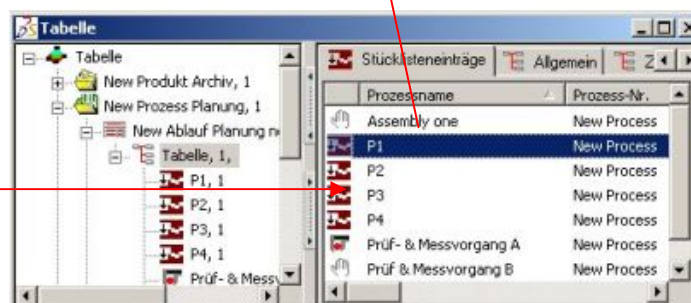 Tabelle
Tabelle
New Produkt Archiv, 1
New Prozess Planung, 1
New Ablauf Planung n
Tabelle, 1,
P1, 1
P2, 1
P3, 1
P4, 1
Prüf- & Messv
Stücklisteneinträge
Allgemein
Z
Prozessname Prozess-Nr.
Assembly one New Process
P1 New Process
P2 New Process
P3 New Process
P4 New Process
Prüf- & Messvorgang A New Process
Prüf & Messvorgang B New Process